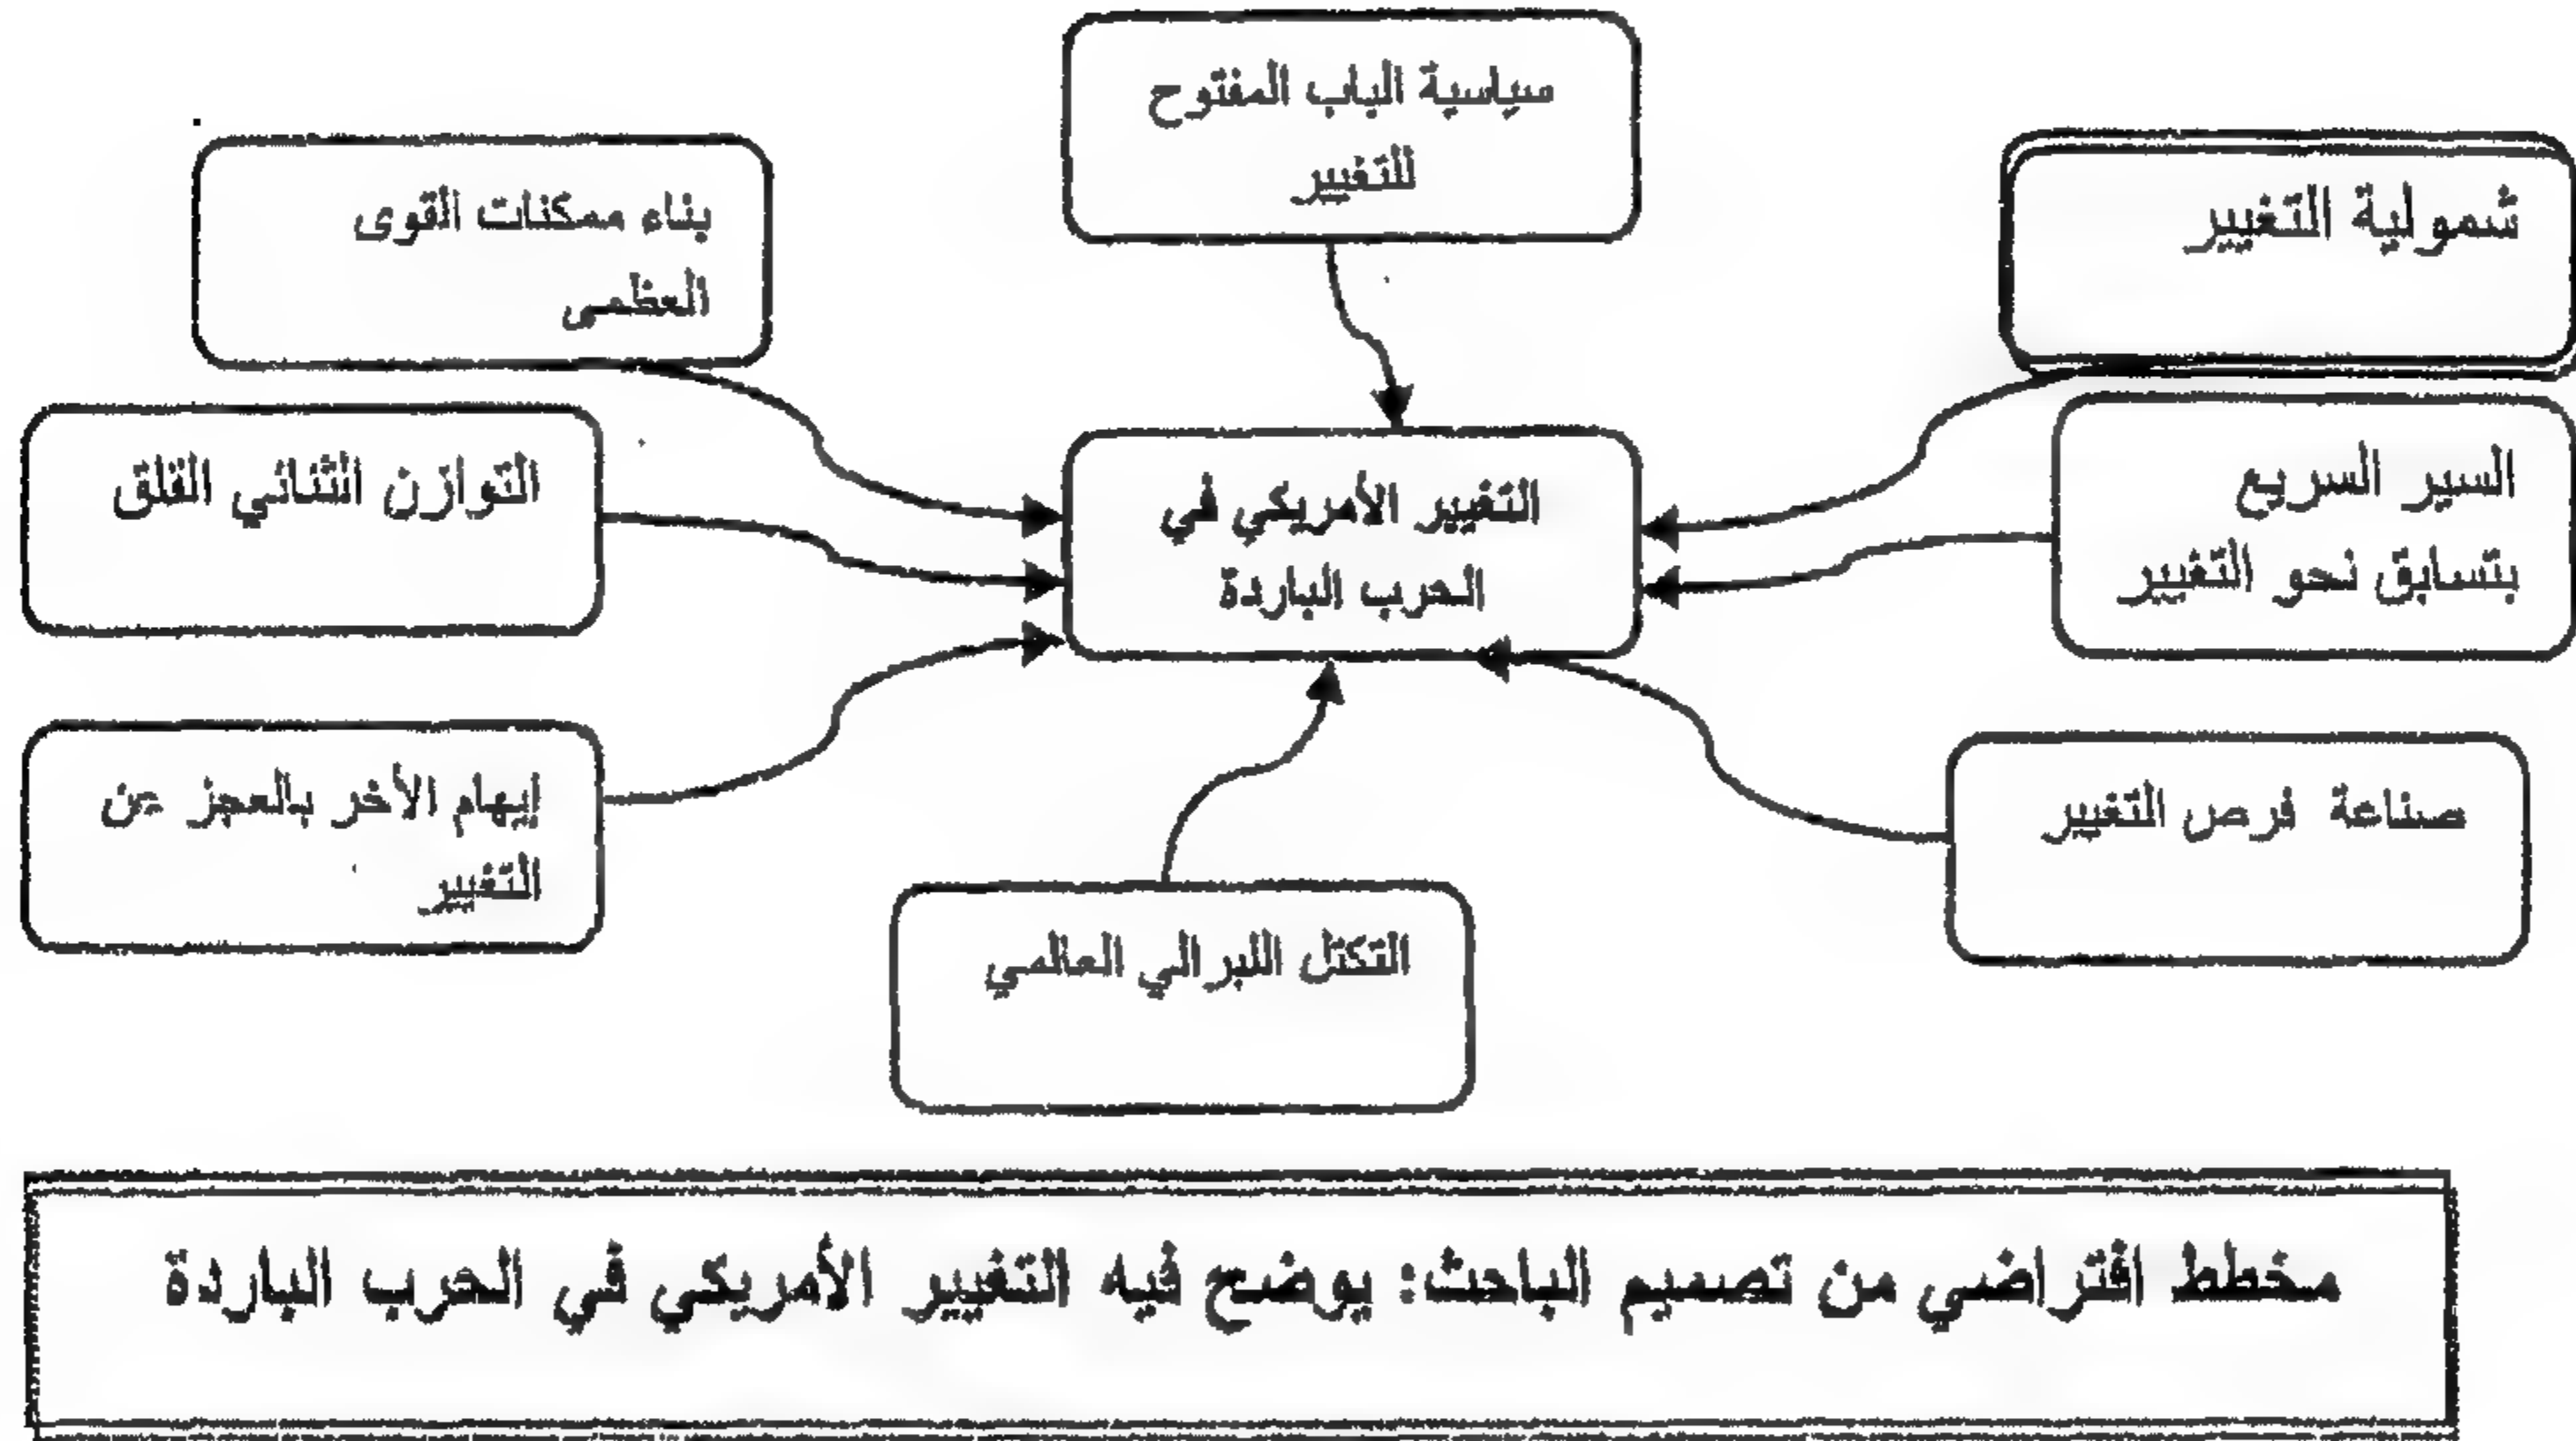 سياسية الباب المفتوح
للتغيير
شمولية التغيير
بناء ممكنات القوى
العظمى
السير السريع
بتسابق نحو التغيير
التغيير الأمريكي في
الحرب الباردة
التوازن الثنائي القلق
صناعة فرص التغيير
إيهام الأخر بالعجز عن
التغيير
التكتل اللبرالي العالمي
مخطط افتراضي من تصميم الباحث: يوضح فيه التغيير الأمريكي في الحرب الباردة